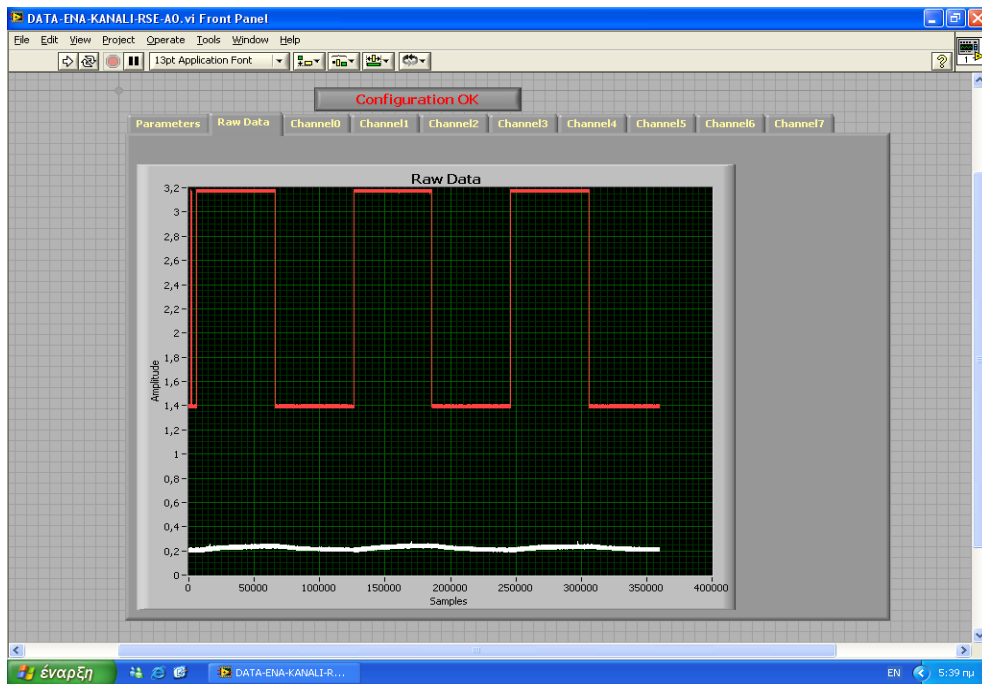 DATA-ENA-KANALI-RSE-AO.vi Front Panel
File Edit View Project Operate Tools Window Help
13pt Application Font
1
Configuration OK
Parameters Raw Data Channel0 Channel1 Channel2 Channel3 Channel4 Channel5 Channel6 Channel7
Raw Data
3,2
3
2,8
2,6
2,4
2,2
2
1,8
1,6
1,4
1,2
1
0,8
0,6
0,4
0,2
0
Amplitude
0 50000 100000 150000 200000 250000 300000 350000 400000
Samples
έναρξη DATA-ENA-KANALI-R... EN 5:39 πμ